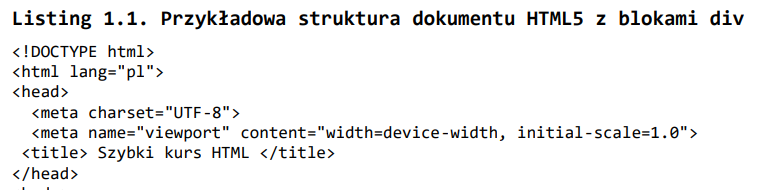 Listing 1.1. Przykładowa struktura dokumentu HTML5 z blokami div
<!DOCTYPE html>
<html lang="pl">
<head>
  <meta charset="UTF-8">
  <meta name="viewport" content="width=device-width, initial-scale=1.0">
 <title> Szybki kurs HTML </title>
</head>